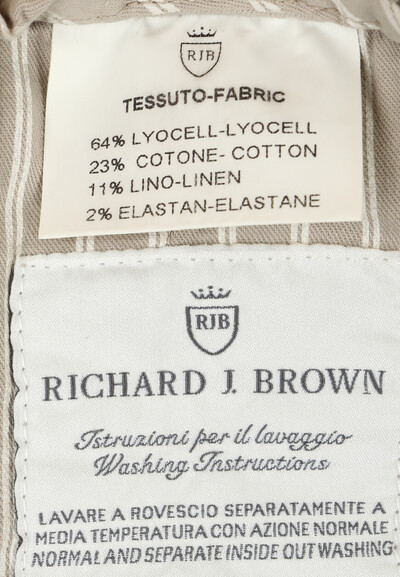 RJB
TESSUTO-FABRIC
64% LYOCELL-LYOCELL
23% COTONE- COTTON
11% LINO-LINEN
2% ELASTAN-ELASTANE
RJB
RICHARD J. BROWN
Istruzioni per il lavaggio
Washing Instructions
LAVARE A ROVESCIO SEPARATAMENTE A
MEDIA TEMPERATURA CON AZIONE NORMALE
NORMAL AND SEPARATE INSIDE OUT WASHING